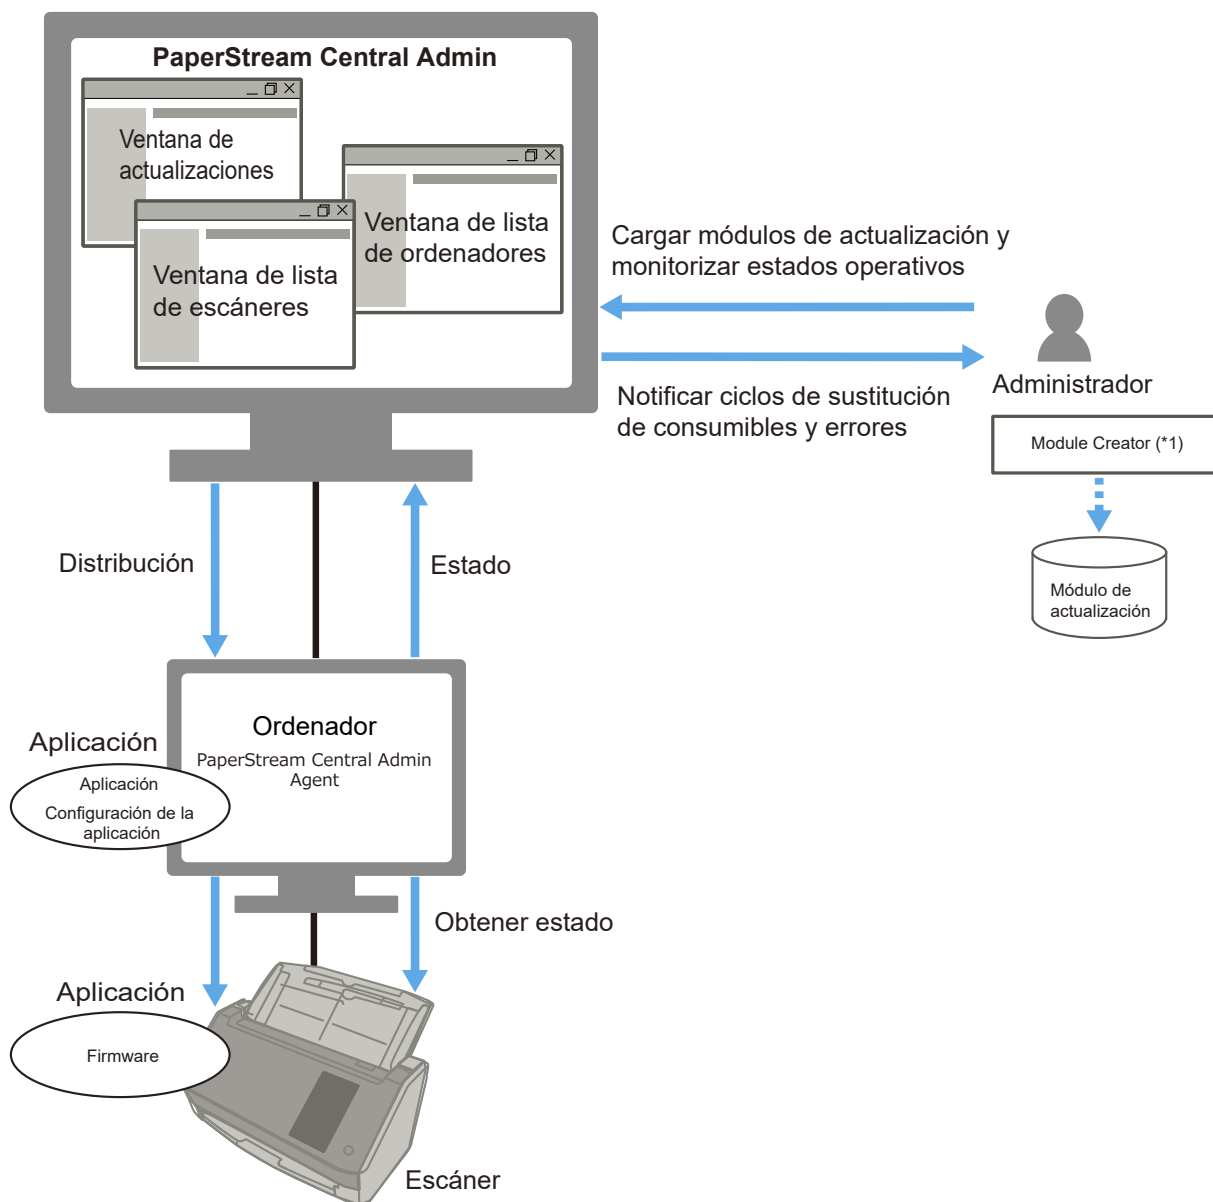 PaperStream Central Admin
Ventana de
actualizaciones
Ventana de lista
de ordenadores
Ventana de lista
de escáneres
Cargar módulos de actualización y
monitorizar estados operativos
Notificar ciclos de sustitución
de consumibles y errores
Administrador
Module Creator (*1)
Módulo de
actualización
Distribución
Estado
Ordenador
PaperStream Central Admin
Agent
Aplicación
Aplicación
Configuración de la
aplicación
Obtener estado
Aplicación
Firmware
Escáner